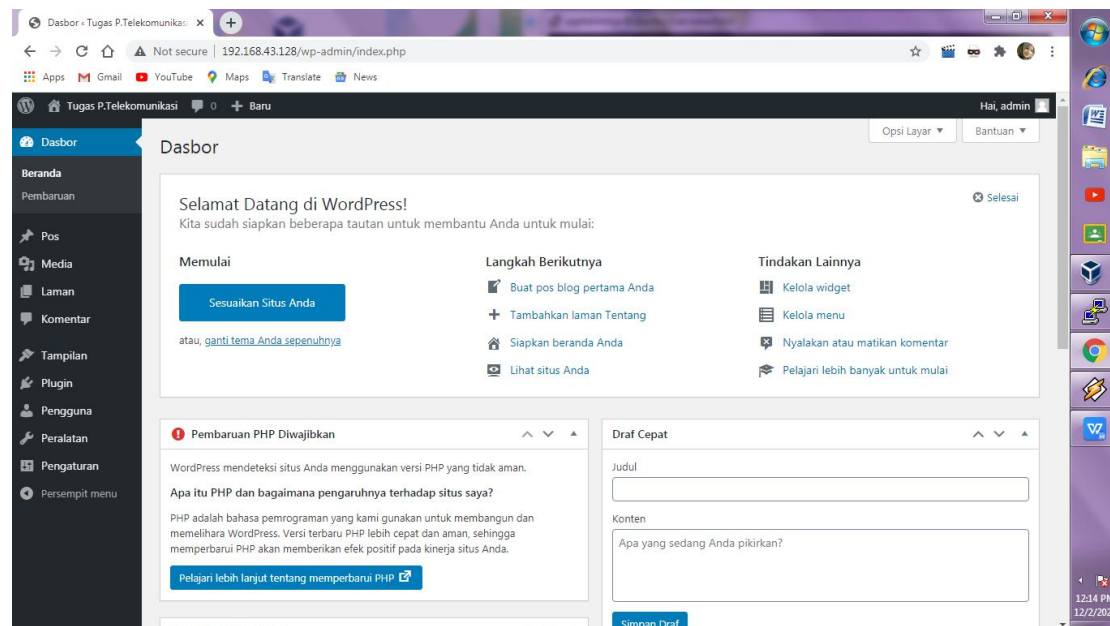 Dasbor ‹ Tugas P.Telekomunikasi
Not secure | 192.168.43.128/wp-admin/index.php
Apps Gmail YouTube Maps Translate News
Tugas P.Telekomunikasi 0 + Baru Hai, admin
Dasbor
Beranda
Pembaruan
Pos
Media
Laman
Komentar
Tampilan
Plugin
Pengguna
Peralatan
Pengaturan
Persempit menu
Dasbor
Opsi Layar ▼ Bantuan ▼
Selamat Datang di WordPress!
Selesai
Kita sudah siapkan beberapa tautan untuk membantu Anda untuk mulai:
Memulai
Sesuaikan Situs Anda
atau, ganti tema Anda sepenuhnya
Langkah Berikutnya
Buat pos blog pertama Anda
Tambahkan laman Tentang
Siapkan beranda Anda
Lihat situs Anda
Tindakan Lainnya
Kelola widget
Kelola menu
Nyalakan atau matikan komentar
Pelajari lebih banyak untuk mulai
Pembaruan PHP Diwajibkan
WordPress mendeteksi situs Anda menggunakan versi PHP yang tidak aman.
Apa itu PHP dan bagaimana pengaruhnya terhadap situs saya?
PHP adalah bahasa pemrograman yang kami gunakan untuk membangun dan
memelihara WordPress. Versi terbaru PHP lebih cepat dan aman, sehingga
memperbarui PHP akan memberikan efek positif pada kinerja situs Anda.
Pelajari lebih lanjut tentang memperbarui PHP
Draf Cepat
Judul
Konten
Apa yang sedang Anda pikirkan?
Simpan Draf
12:14 PM
12/2/202